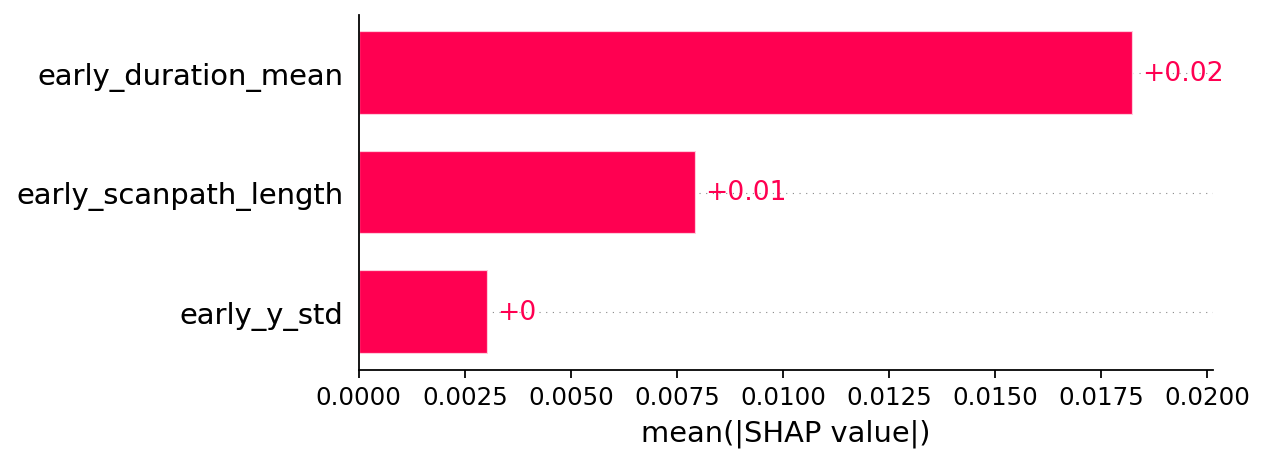 early_duration_mean +0.02
early_scanpath_length +0.01
early_y_std +0
0.0000 0.0025 0.0050 0.0075 0.0100 0.0125 0.0150 0.0175 0.0200
mean(|SHAP value|)